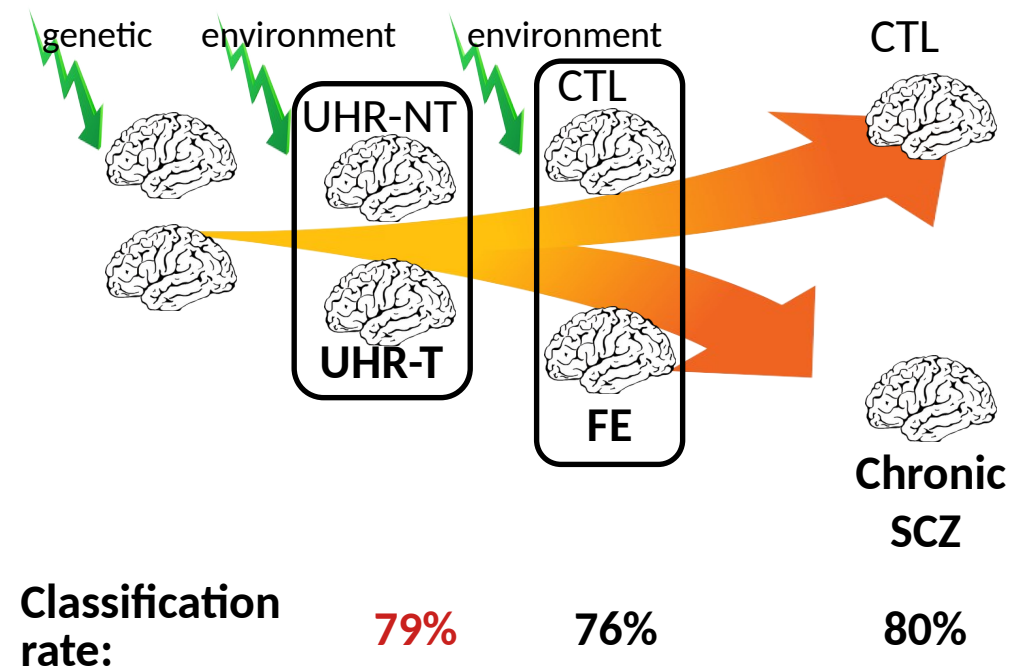 genetic
environment
environment
CTL
UHR-NT
CTL
UHR-T
FE
Chronic
SCZ
Classification
rate:
79%
76%
80%